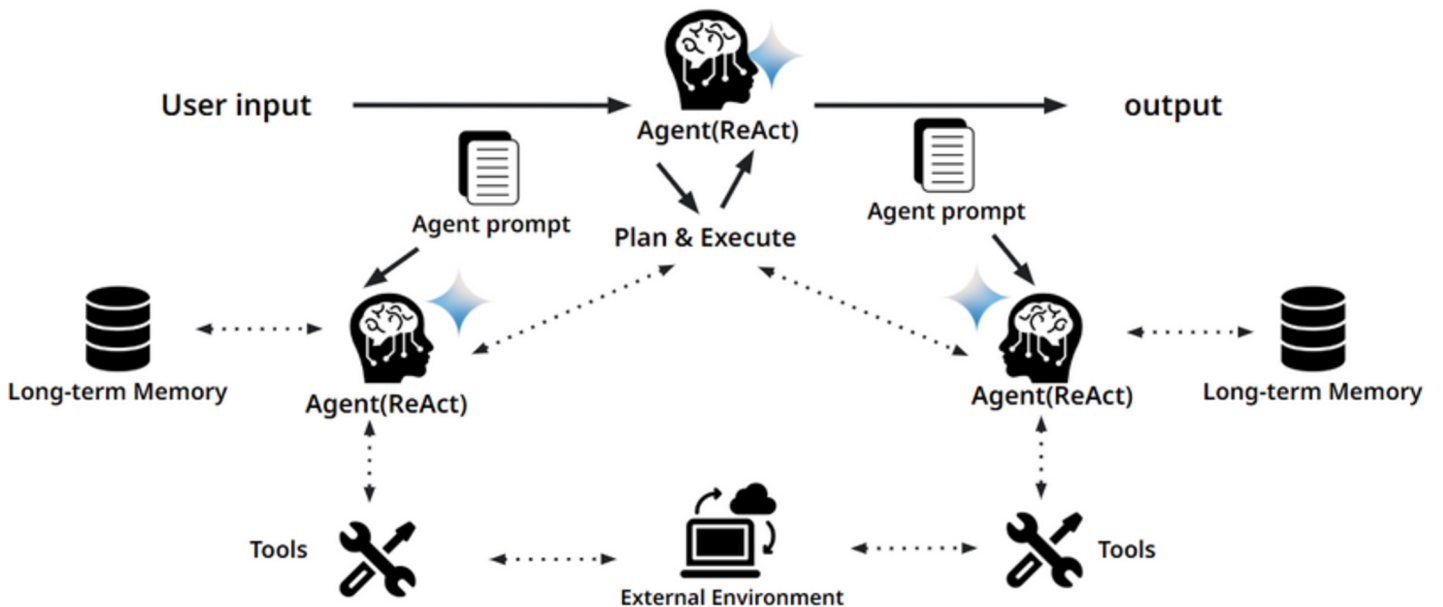 User input
output
Agent(ReAct)
Agent prompt
Agent prompt
Plan & Execute
Long-term Memory
Agent(ReAct)
Agent(ReAct)
Long-term Memory
Tools
Tools
External Environment